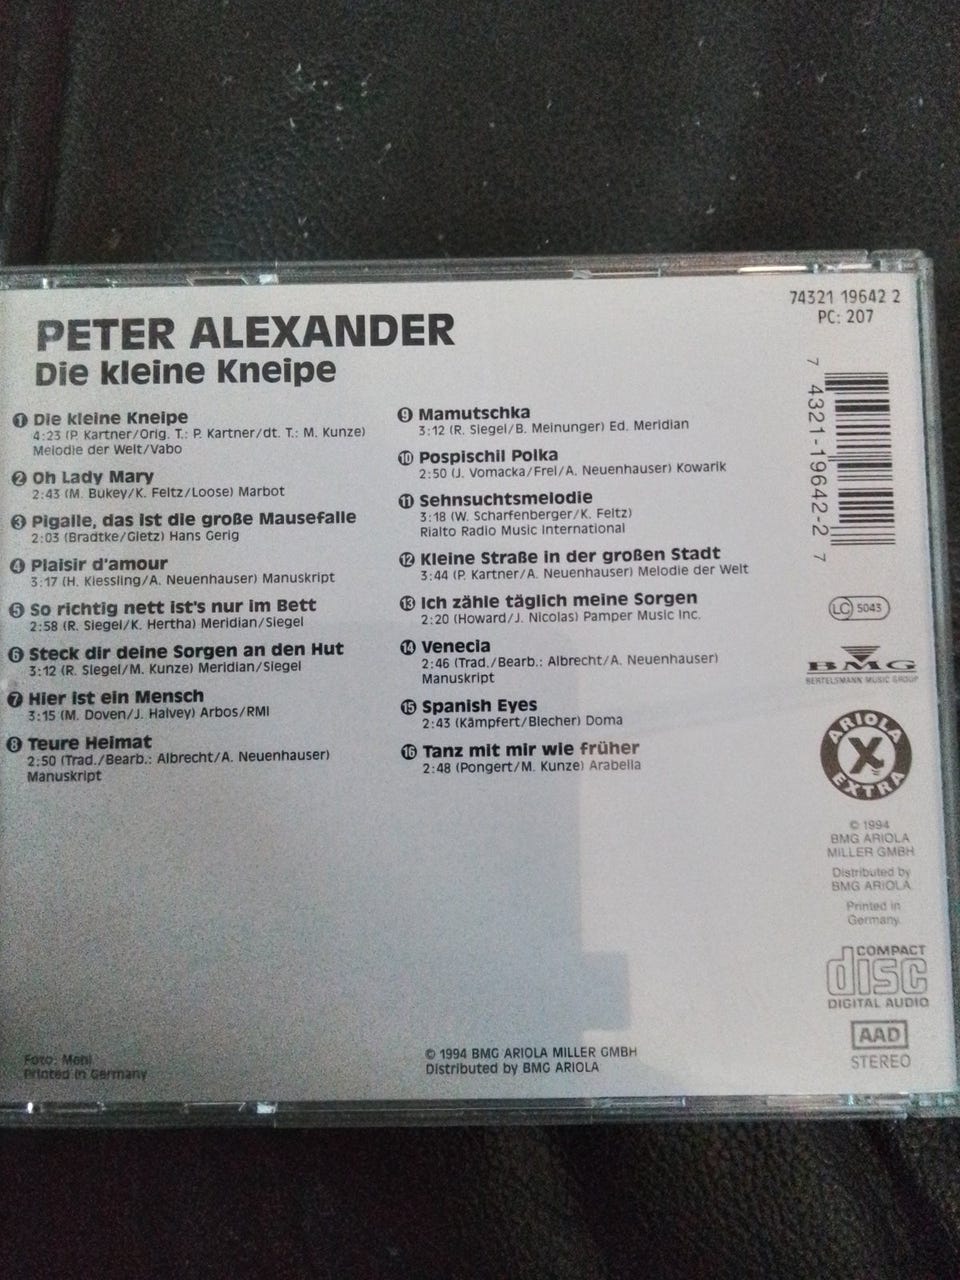 74321 19642 2
PC: 207
PETER ALEXANDER
Die kleine Kneipe
1 Die kleine Kneipe
4:23 (P. Kartner/Orig. T.: P. Kartner/dt. T.: M. Kunze)
Melodie der Welt/Vabo
2 Oh Lady Mary
2:43 (M. Bukey/K. Feltz/Loose) Marbot
3 Pigalle, das ist die große Mausefalle
2:03 (Bradtke/Gietz) Hans Gerig
4 Plaisir d'amour
3:17 (H. Kiessling/A. Neuenhauser) Manuskript
5 So richtig nett ist's nur im Bett
2:58 (R. Siegel/K. Hertha) Meridian/Siegel
6 Steck dir deine Sorgen an den Hut
3:12 (R. Siegel/M. Kunze) Meridian/Siegel
7 Hier ist ein Mensch
3:15 (M. Doven/J. Halvey) Arbos/RMI
8 Teure Heimat
2:50 (Trad./Bearb.: Albrecht/A. Neuenhauser)
Manuskript
9 Mamutschka
3:12 (R. Siegel/B. Meinunger) Ed. Meridian
10 Pospischil Polka
2:50 (J. Vomacka/Frei/A. Neuenhauser) Kowarik
11 Sehnsuchtsmelodie
3:18 (W. Scharfenberger/K. Feltz)
Rialto Radio Music International
12 Kleine Straße in der großen Stadt
3:44 (P. Kartner/A. Neuenhauser) Melodie der Welt
13 Ich zähle täglich meine Sorgen
2:20 (Howard/J. Nicolas) Pamper Music Inc.
14 Venecia
2:46 (Trad./Bearb.: Albrecht/A. Neuenhauser)
Manuskript
15 Spanish Eyes
2:43 (Kämpfert/Blecher) Doma
16 Tanz mit mir wie früher
2:48 (Pongert/M. Kunze) Arabella
7 4321-19642-2 7
LC 5043
BMG
BERTELSMANN MUSIC GROUP
ARIOLA
X
EXTRA
© 1994
BMG ARIOLA
MILLER GMBH
Distributed by
BMG ARIOLA
Printed in
Germany.
COMPACT
disc
DIGITAL AUDIO
AAD
STEREO
Foto: Mohl
Printed in Germany
© 1994 BMG ARIOLA MILLER GMBH
Distributed by BMG ARIOLA